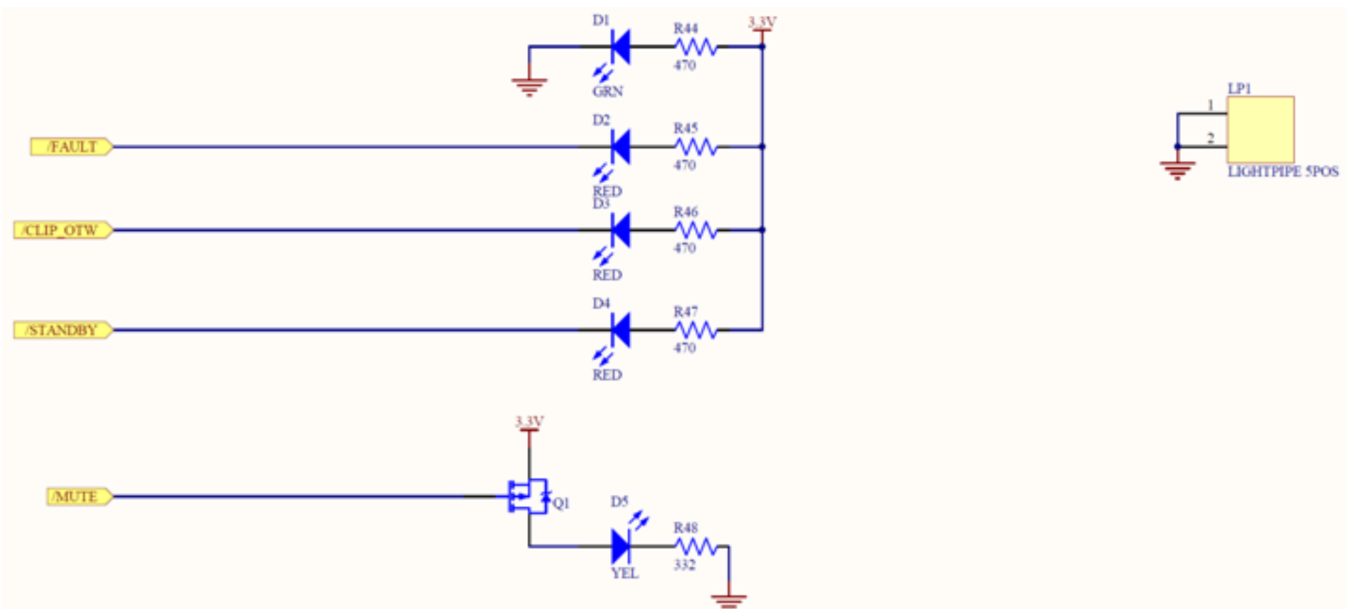 D1
R44
3.3V
470
GRN
LP1
1
2
LIGHTPIPE 5POS
/FAULT
D2
R45
470
RED
/CLIP_OTW
D3
R46
470
RED
/STANDBY
D4
R47
470
RED
3.3V
/MUTE
Q1
D5
R48
YEL
332